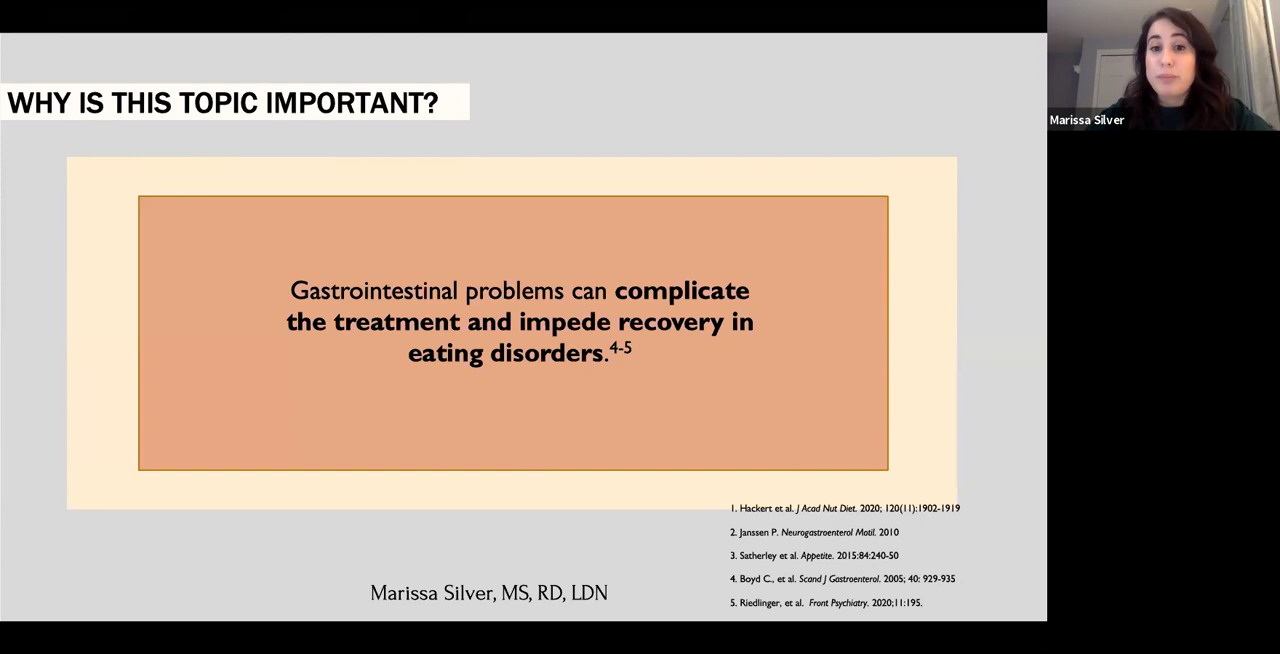 WHY IS THIS TOPIC IMPORTANT?
Marissa Silver
Gastrointestinal problems can complicate
the treatment and impede recovery in
eating disorders.4-5
1. Hackert et al. J Acad Nut Diet. 2020; 120(11):1902-1919
2. Janssen P. Neurogastroenterol Motil. 2010
3. Satherley et al. Appetite. 2015:84:240-50
4. Boyd C., et al. Scand J Gastroenterol. 2005; 40: 929-935
5. Riedlinger, et al. Front Psychiatry. 2020;11:195.
Marissa Silver, MS, RD, LDN